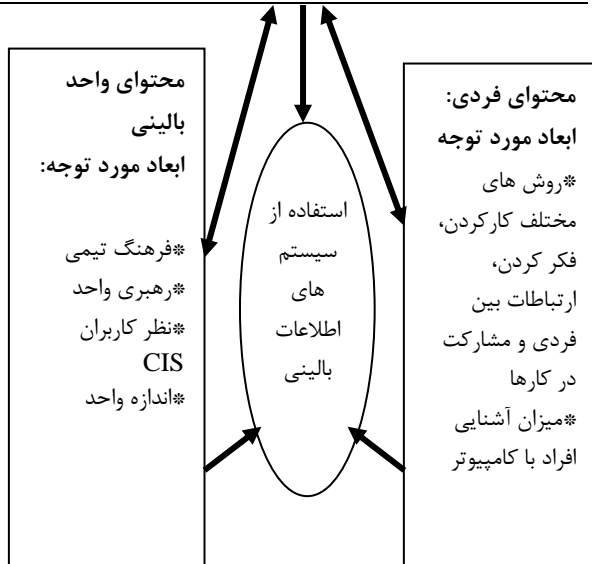 محتوای فردی:
ابعاد مورد توجه
*روش های
مختلف کارکردن،
فکر کردن،
ارتباطات بین
فردی و مشارکت
در کارها
*میزان آشنایی
افراد با کامپیوتر
استفاده از
سیستم
های
اطلاعات
بالینی
محتوای واحد
بالینی
ابعاد مورد توجه:
*فرهنگ تیمی
*رهبری واحد
*نظر کاربران
CIS
*اندازه واحد